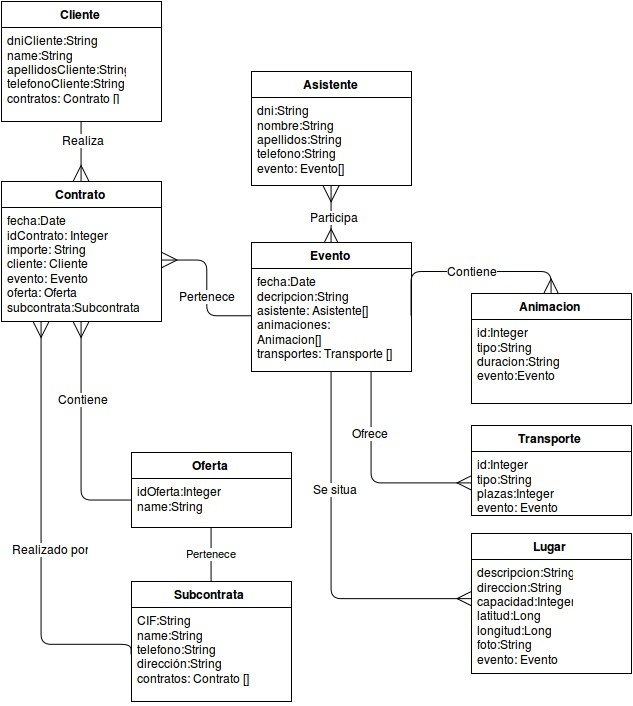 Cliente
dniCliente:String
name:String
apellidosCliente:String
telefonoCliente:String
contratos: Contrato []
Realiza
Contrato
fecha:Date
idContrato: Integer
importe: String
cliente: Cliente
evento: Evento
oferta: Oferta
subcontrata:Subcontrata
Asistente
dni:String
nombre:String
apellidos:String
telefono:String
evento: Evento[]
Participa
Evento
fecha:Date
decripcion:String
asistente: Asistente[]
animaciones:
Animacion[]
transportes: Transporte []
Pertenece
Contiene
Animacion
id:Integer
tipo:String
duracion:String
evento:Evento
Contiene
Ofrece
Transporte
id:Integer
tipo:String
plazas:Integer
evento: Evento
Se situa
Lugar
descripcion:String
direccion:String
capacidad:Integer
latitud:Long
longitud:Long
foto:String
evento: Evento
Oferta
idOferta:Integer
name:String
Realizado por
Pertenece
Subcontrata
CIF:String
name:String
telefono:String
dirección:String
contratos: Contrato []